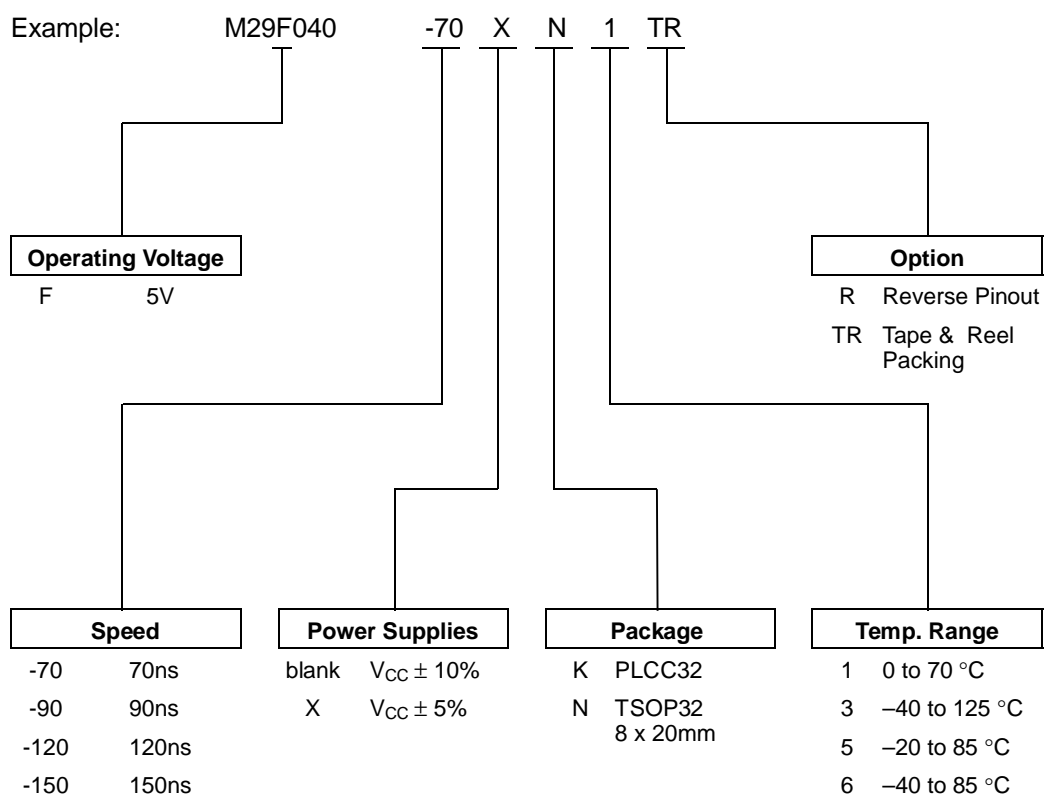 Example: M29F040 -70 X N 1 TR
Operating Voltage
F 5V
Option
R Reverse Pinout
TR Tape & Reel
Packing
Speed
-70 70ns
-90 90ns
-120 120ns
-150 150ns
Power Supplies
blank VCC ± 10%
X VCC ± 5%
Package
K PLCC32
N TSOP32
8 x 20mm
Temp. Range
1 0 to 70 °C
3 –40 to 125 °C
5 –20 to 85 °C
6 –40 to 85 °C